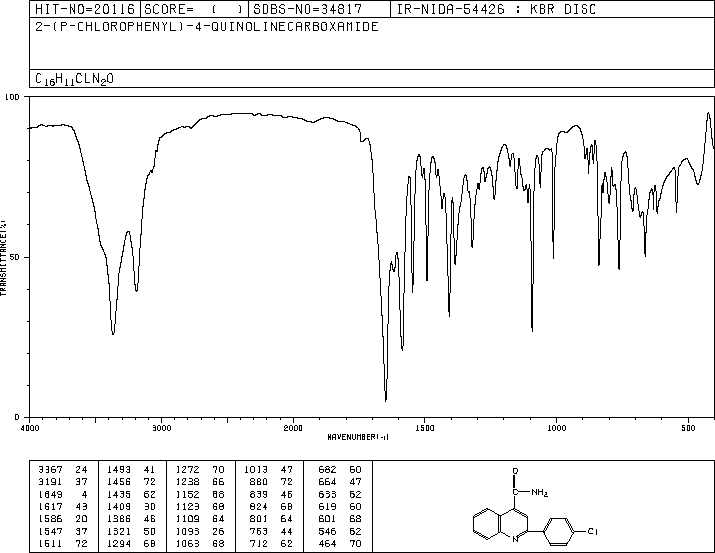 HIT-NO=20116 SCORE= ( ) SDBS-NO=34817 IR-NIDA-54426 : KBR DISC
2-(P-CHLOROPHENYL)-4-QUINOLINECARBOXAMIDE
C16H11CLN2O
100
50
0
TRANSMITTANCE(%)
4000 3000 2000 1500 1000 500
WAVENUMBER(-1)
3367 24 1493 41 1272 70 1013 47 682 60
3191 37 1456 72 1238 66 880 72 664 47
1649 4 1435 62 1152 68 839 46 633 62
1617 43 1409 30 1123 68 824 68 619 60
1586 20 1386 46 1109 64 801 64 601 68
1547 37 1321 50 1093 26 763 44 546 62
1511 72 1294 68 1063 68 712 62 464 70
O
C NH2
N Cl